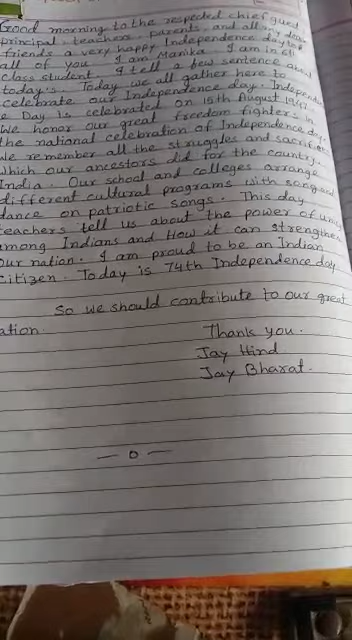 Good morning to the respected chief gued
principal, teachers, parents, and all my dear
friends a very happy Independence day to
all of you. I am Manika. I am in 6th
class student. I tell a few sentence about
today's. Today we all gather here to
celebrate our Independence day. Independen
e Day is celebrated on 15th August 1947.
We honor our great freedom fighters in
the national celebration of Independence day.
We remember all the struggles and sacrifice
which our ancestors did for the country,
India. Our school and colleges arrange
different cultural programs with song and
dance on patriotic songs. This day
teachers tell us about the power of unity
among Indians and How it can strengthen
our nation. I am proud to be an Indian
citizen. Today is 74th Independence day
So we should contribute to our great
ation.
Thank you.
Jay Hind.
Jay Bharat.
— o —